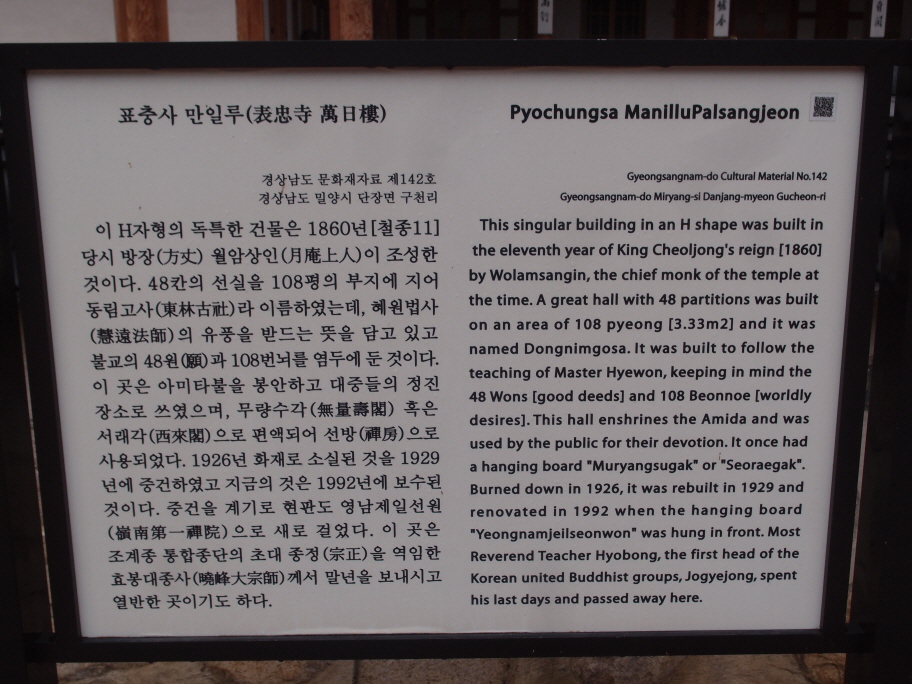 표충사 만일루(表忠寺 萬日樓)
경상남도 문화재자료 제142호
경상남도 밀양시 단장면 구천리
이 H자형의 독특한 건물은 1860년[철종11]
당시 방장(方丈) 월암상인(月庵上人)이 조성한
것이다. 48칸의 선실을 108평의 부지에 지어
동림고사(東林古社)라 이름하였는데, 혜원법사
(慧遠法師)의 유풍을 받드는 뜻을 담고 있고
불교의 48원(願)과 108번뇌를 염두에 둔 것이다.
이 곳은 아미타불을 봉안하고 대중들의 정진
장소로 쓰였으며, 무량수각(無量壽閣) 혹은
서래각(西來閣)으로 편액되어 선방(禪房)으로
사용되었다. 1926년 화재로 소실된 것을 1929
년에 중건하였고 지금의 것은 1992년에 보수된
것이다. 중건을 계기로 현판도 영남제일선원
(嶺南第一禪院)으로 새로 걸었다. 이 곳은
조계종 통합종단의 초대 종정(宗正)을 역임한
효봉대종사(曉峰大宗師)께서 말년을 보내시고
열반한 곳이기도 하다.
Pyochungsa ManilluPalsangjeon
Gyeongsangnam-do Cultural Material No.142
Gyeongsangnam-do Miryang-si Danjang-myeon Gucheon-ri
This singular building in an H shape was built in
the eleventh year of King Cheoljong's reign [1860]
by Wolamsangin, the chief monk of the temple at
the time. A great hall with 48 partitions was built
on an area of 108 pyeong [3.33m2] and it was
named Dongnimgosa. It was built to follow the
teaching of Master Hyewon, keeping in mind the
48 Wons [good deeds] and 108 Beonnoe [worldly
desires]. This hall enshrines the Amida and was
used by the public for their devotion. It once had
a hanging board "Muryangsugak" or "Seoraegak".
Burned down in 1926, it was rebuilt in 1929 and
renovated in 1992 when the hanging board
"Yeongnamjeilseonwon" was hung in front. Most
Reverend Teacher Hyobong, the first head of the
Korean united Buddhist groups, Jogyejong, spent
his last days and passed away here.